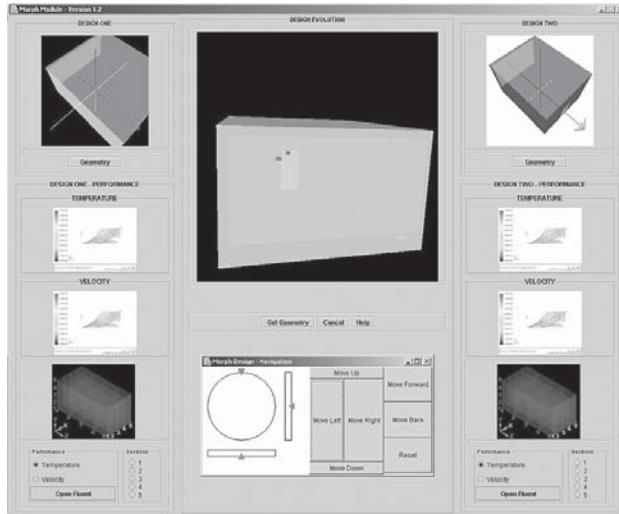 Morph Module - Version 1.2
DESIGN ONE
Geometry
DESIGN ONE - PERFORMANCE
TEMPERATURE
VELOCITY
Performance
Temperature
Velocity
Open Fluent
Sections
1
2
3
4
5
DESIGN EVOLUTION
Get Geometry Cancel Help
Morph Design - Navigation
Move Up
Move Left
Move Right
Move Down
Move Forward
Move Back
Reset
DESIGN TWO
Geometry
DESIGN TWO - PERFORMANCE
TEMPERATURE
VELOCITY
Performance
Temperature
Velocity
Open Fluent
Sections
1
2
3
4
5